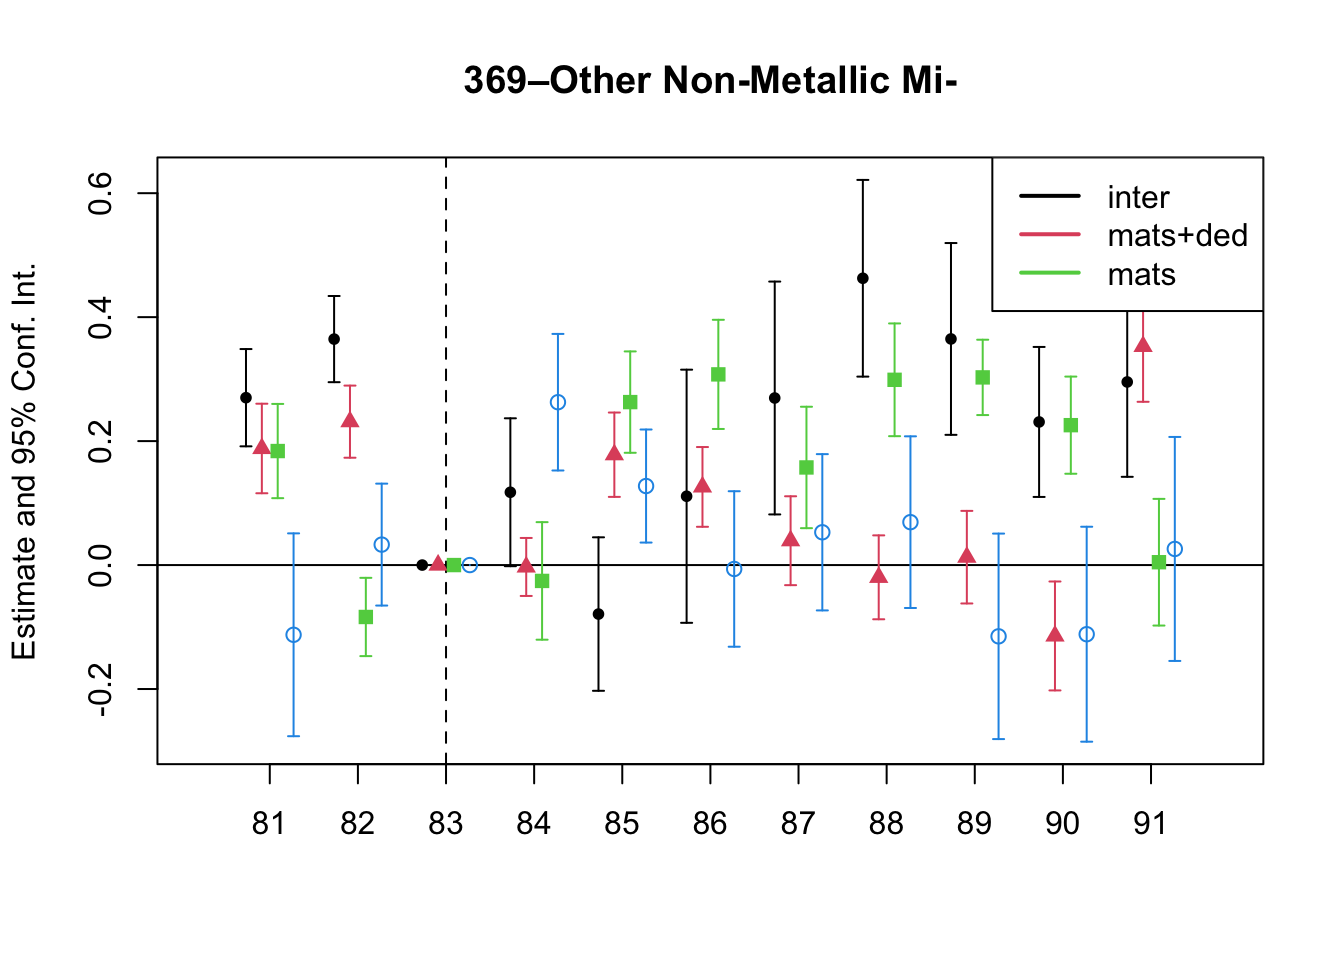 369–Other Non-Metallic Mi-
Estimate and 95% Conf. Int.
0.6
0.4
0.2
0.0
-0.2
inter
mats+ded
mats
81 82 83 84 85 86 87 88 89 90 91